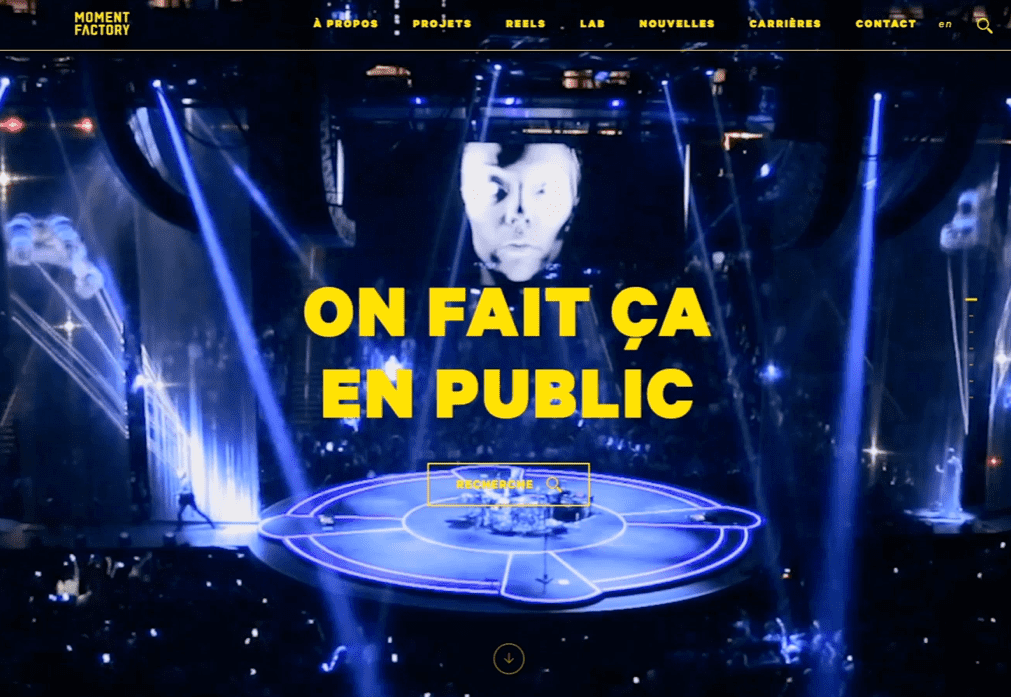 MOMENT
FACTORY
À PROPOS PROJETS REELS LAB NOUVELLES CARRIÈRES CONTACT en
ON FAIT ÇA
EN PUBLIC
RECHERCHE